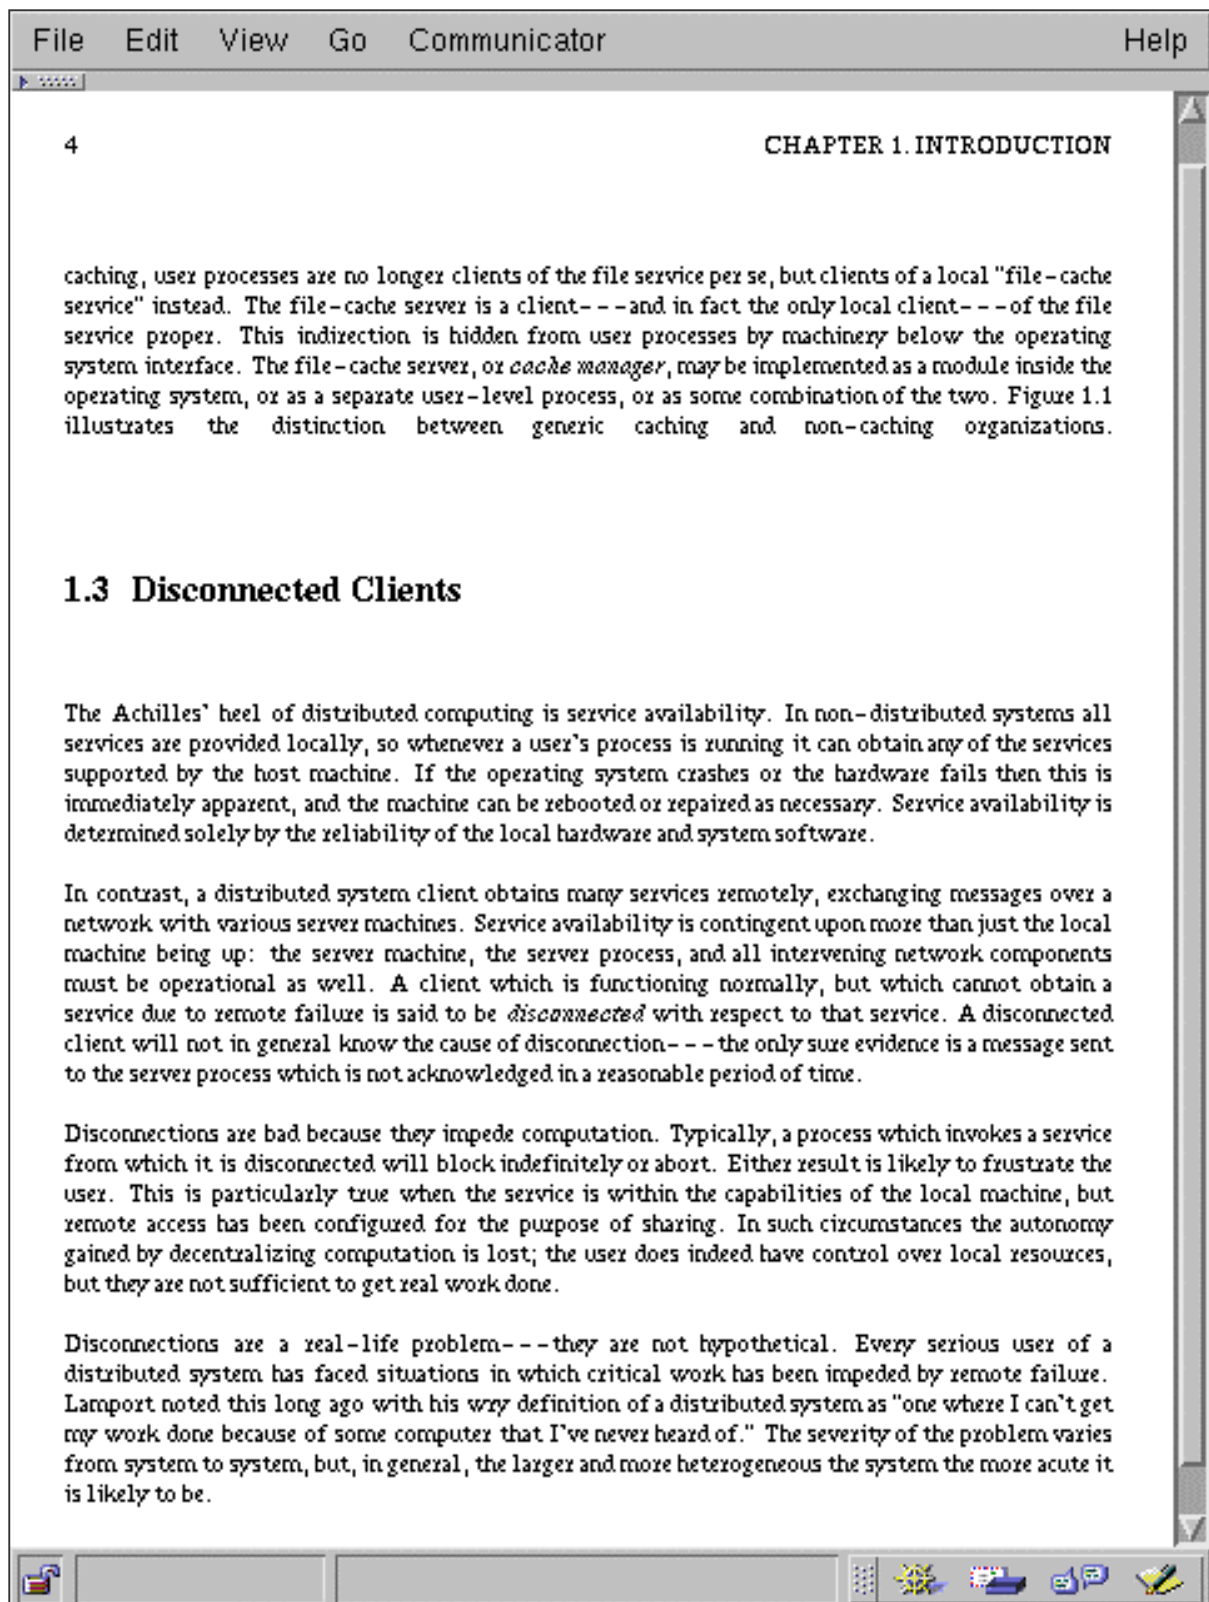 File Edit View Go Communicator Help
4 CHAPTER 1. INTRODUCTION
caching, user processes are no longer clients of the file service per se, but clients of a local "file-cache
service" instead. The file-cache server is a client---and in fact the only local client---of the file
service proper. This indirection is hidden from user processes by machinery below the operating
system interface. The file-cache server, or cache manager, may be implemented as a module inside the
operating system, or as a separate user-level process, or as some combination of the two. Figure 1.1
illustrates the distinction between generic caching and non-caching organizations.
1.3 Disconnected Clients
The Achilles' heel of distributed computing is service availability. In non-distributed systems all
services are provided locally, so whenever a user's process is running it can obtain any of the services
supported by the host machine. If the operating system crashes or the hardware fails then this is
immediately apparent, and the machine can be rebooted or repaired as necessary. Service availability is
determined solely by the reliability of the local hardware and system software.
In contrast, a distributed system client obtains many services remotely, exchanging messages over a
network with various server machines. Service availability is contingent upon more than just the local
machine being up: the server machine, the server process, and all intervening network components
must be operational as well. A client which is functioning normally, but which cannot obtain a
service due to remote failure is said to be disconnected with respect to that service. A disconnected
client will not in general know the cause of disconnection---the only sure evidence is a message sent
to the server process which is not acknowledged in a reasonable period of time.
Disconnections are bad because they impede computation. Typically, a process which invokes a service
from which it is disconnected will block indefinitely or abort. Either result is likely to frustrate the
user. This is particularly true when the service is within the capabilities of the local machine, but
remote access has been configured for the purpose of sharing. In such circumstances the autonomy
gained by decentralizing computation is lost; the user does indeed have control over local resources,
but they are not sufficient to get real work done.
Disconnections are a real-life problem---they are not hypothetical. Every serious user of a
distributed system has faced situations in which critical work has been impeded by remote failure.
Lamport noted this long ago with his wry definition of a distributed system as "one where I can't get
my work done because of some computer that I've never heard of." The severity of the problem varies
from system to system, but, in general, the larger and more heterogeneous the system the more acute it
is likely to be.